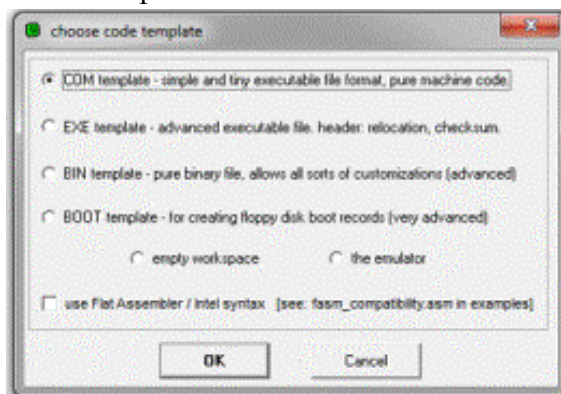 choose code template
COM template - simple and tiny executable file format, pure machine code.
EXE template - advanced executable file. header: relocation, checksum.
BIN template - pure binary file, allows all sorts of customizations (advanced)
BOOT template - for creating floppy disk boot records (very advanced)
empty workspace the emulator
use Flat Assembler / Intel syntax [see: fasm_compatibility.asm in examples]
OK Cancel